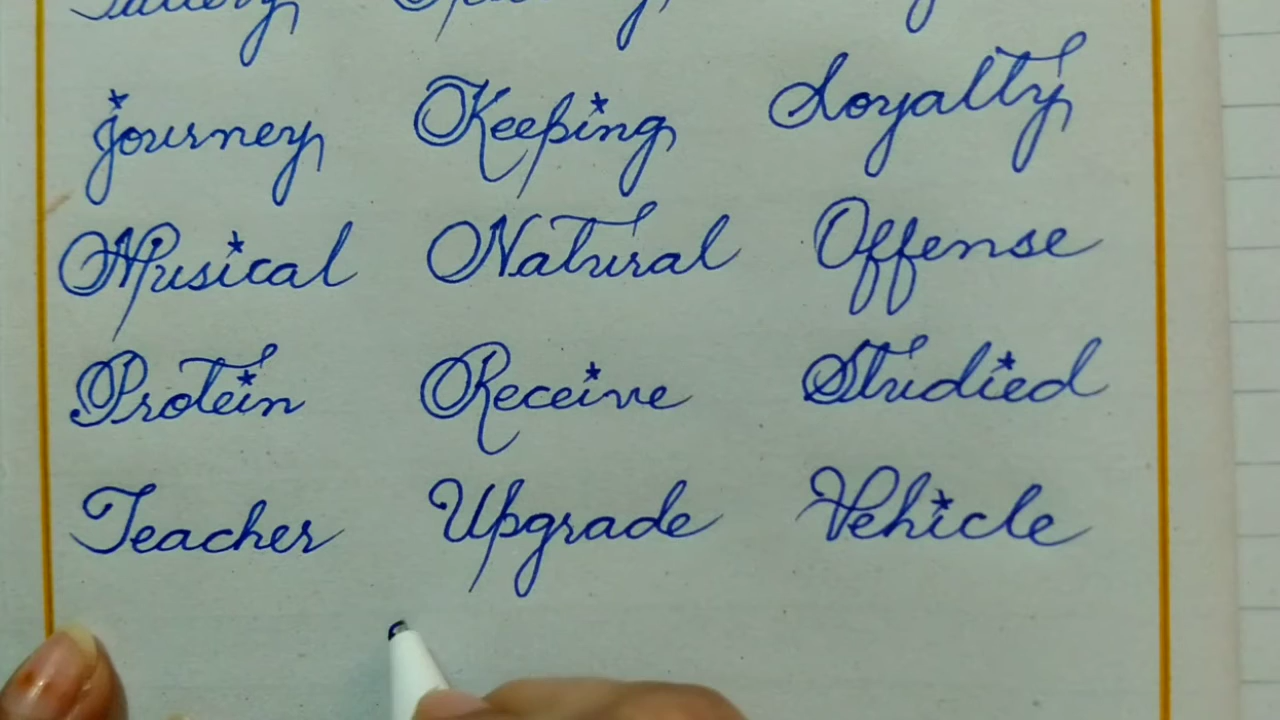 Journey Keeping Loyalty
Musical Natural Offense
Protein Receive Studied
Teacher Upgrade Vehicle